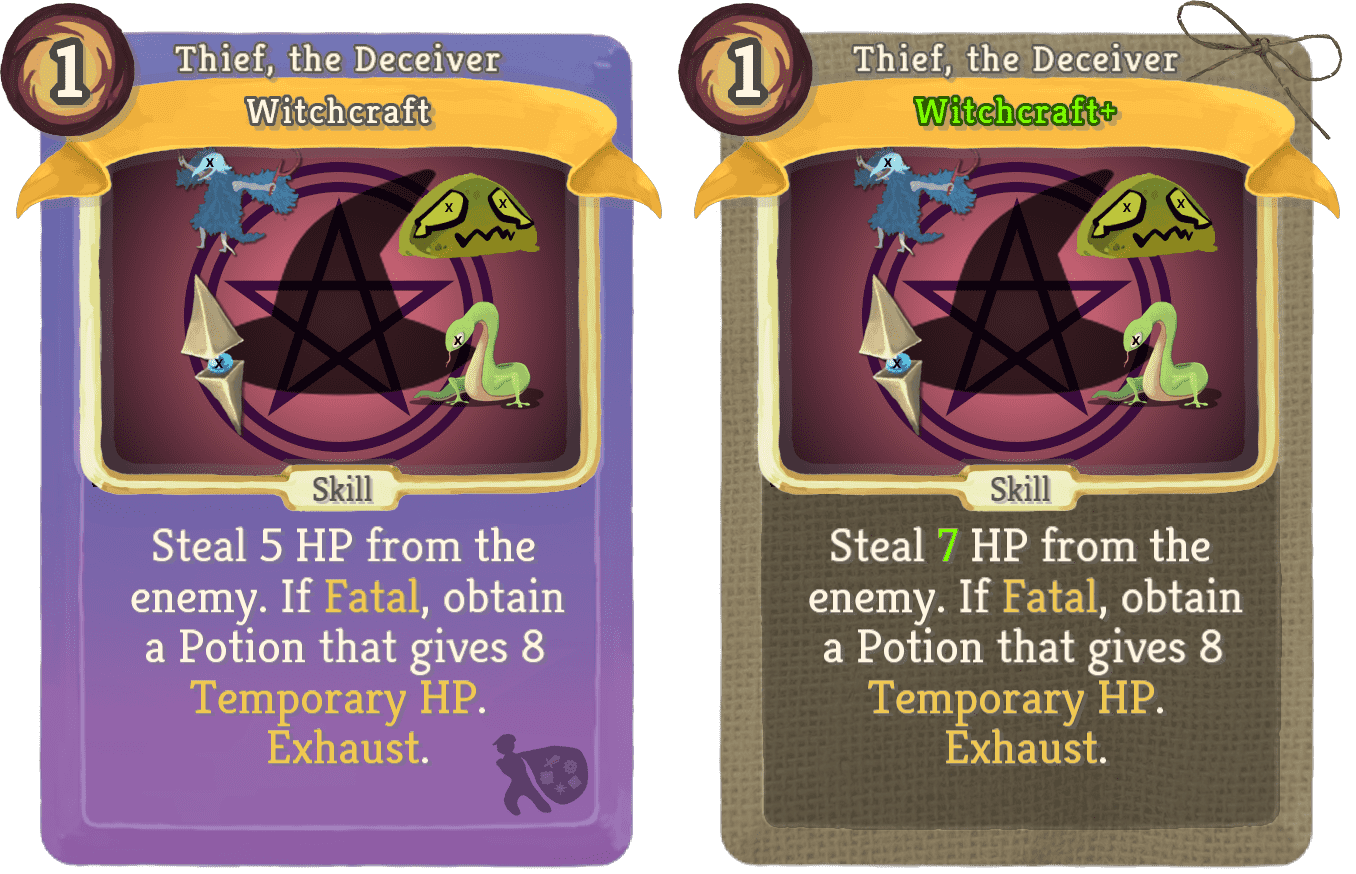 1
Thief, the Deceiver
Witchcraft
x
x x
x
x
Skill
Steal 5 HP from the
enemy. If Fatal, obtain
a Potion that gives 8
Temporary HP.
Exhaust.
1
Thief, the Deceiver
Witchcraft+
x
x x
x
x
Skill
Steal 7 HP from the
enemy. If Fatal, obtain
a Potion that gives 8
Temporary HP.
Exhaust.